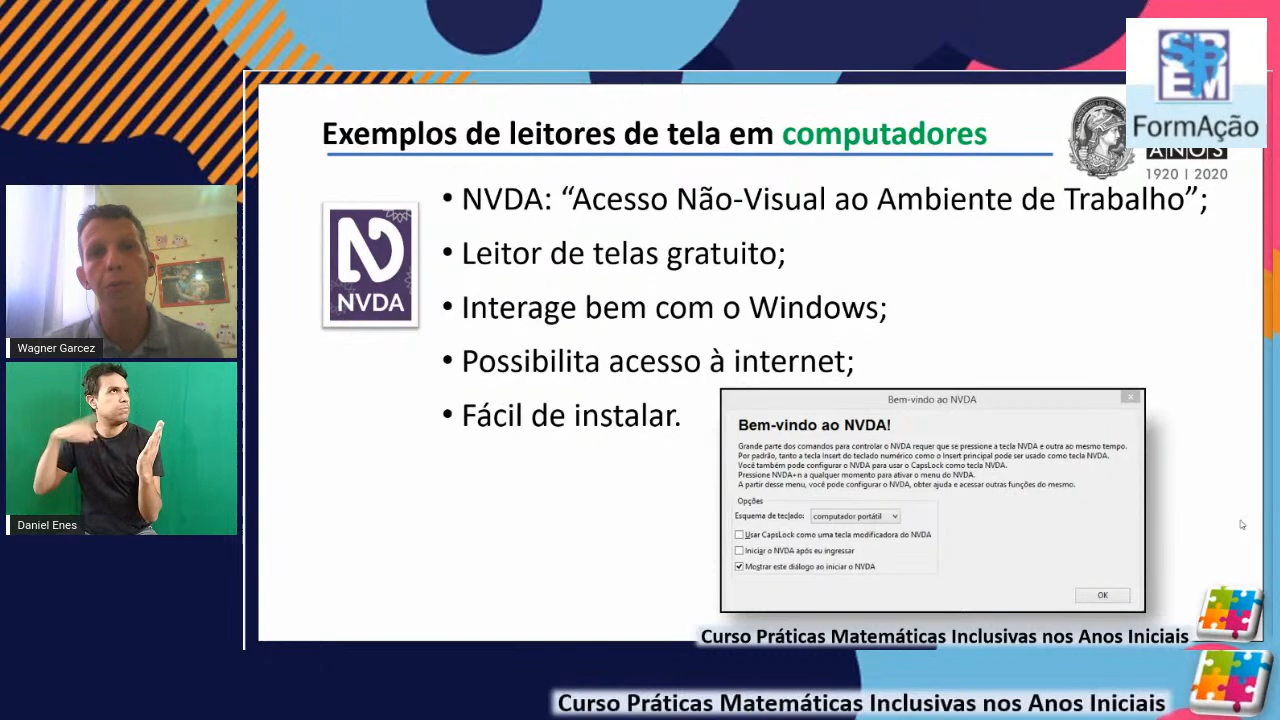 SBEM
FormAção
Exemplos de leitores de tela em computadores
ANOS
1920 | 2020
• NVDA: “Acesso Não-Visual ao Ambiente de Trabalho”;
• Leitor de telas gratuito;
• Interage bem com o Windows;
• Possibilita acesso à internet;
• Fácil de instalar.
NVDA
Wagner Garcez
Daniel Enes
Bem-vindo ao NVDA
Bem-vindo ao NVDA!
Grande parte dos comandos para controlar o NVDA requer que se pressione a tecla NVDA e outra ao mesmo tempo.
Por padrão, tanto a tecla Insert do teclado numérico como o Insert principal pode ser usado como tecla NVDA.
Você também pode configurar o NVDA para usar o CapsLock como tecla NVDA.
Pressione NVDA+n a qualquer momento para ativar o menu do NVDA.
A partir desse menu, você pode configurar o NVDA, obter ajuda e acessar outras funções do mesmo.
Opções
Esquema de teclado: computador portátil
Usar CapsLock como uma tecla modificadora do NVDA
Iniciar o NVDA após eu ingressar
Mostrar este diálogo ao iniciar o NVDA
OK
Curso Práticas Matemáticas Inclusivas nos Anos Iniciais
Curso Práticas Matemáticas Inclusivas nos Anos Iniciais